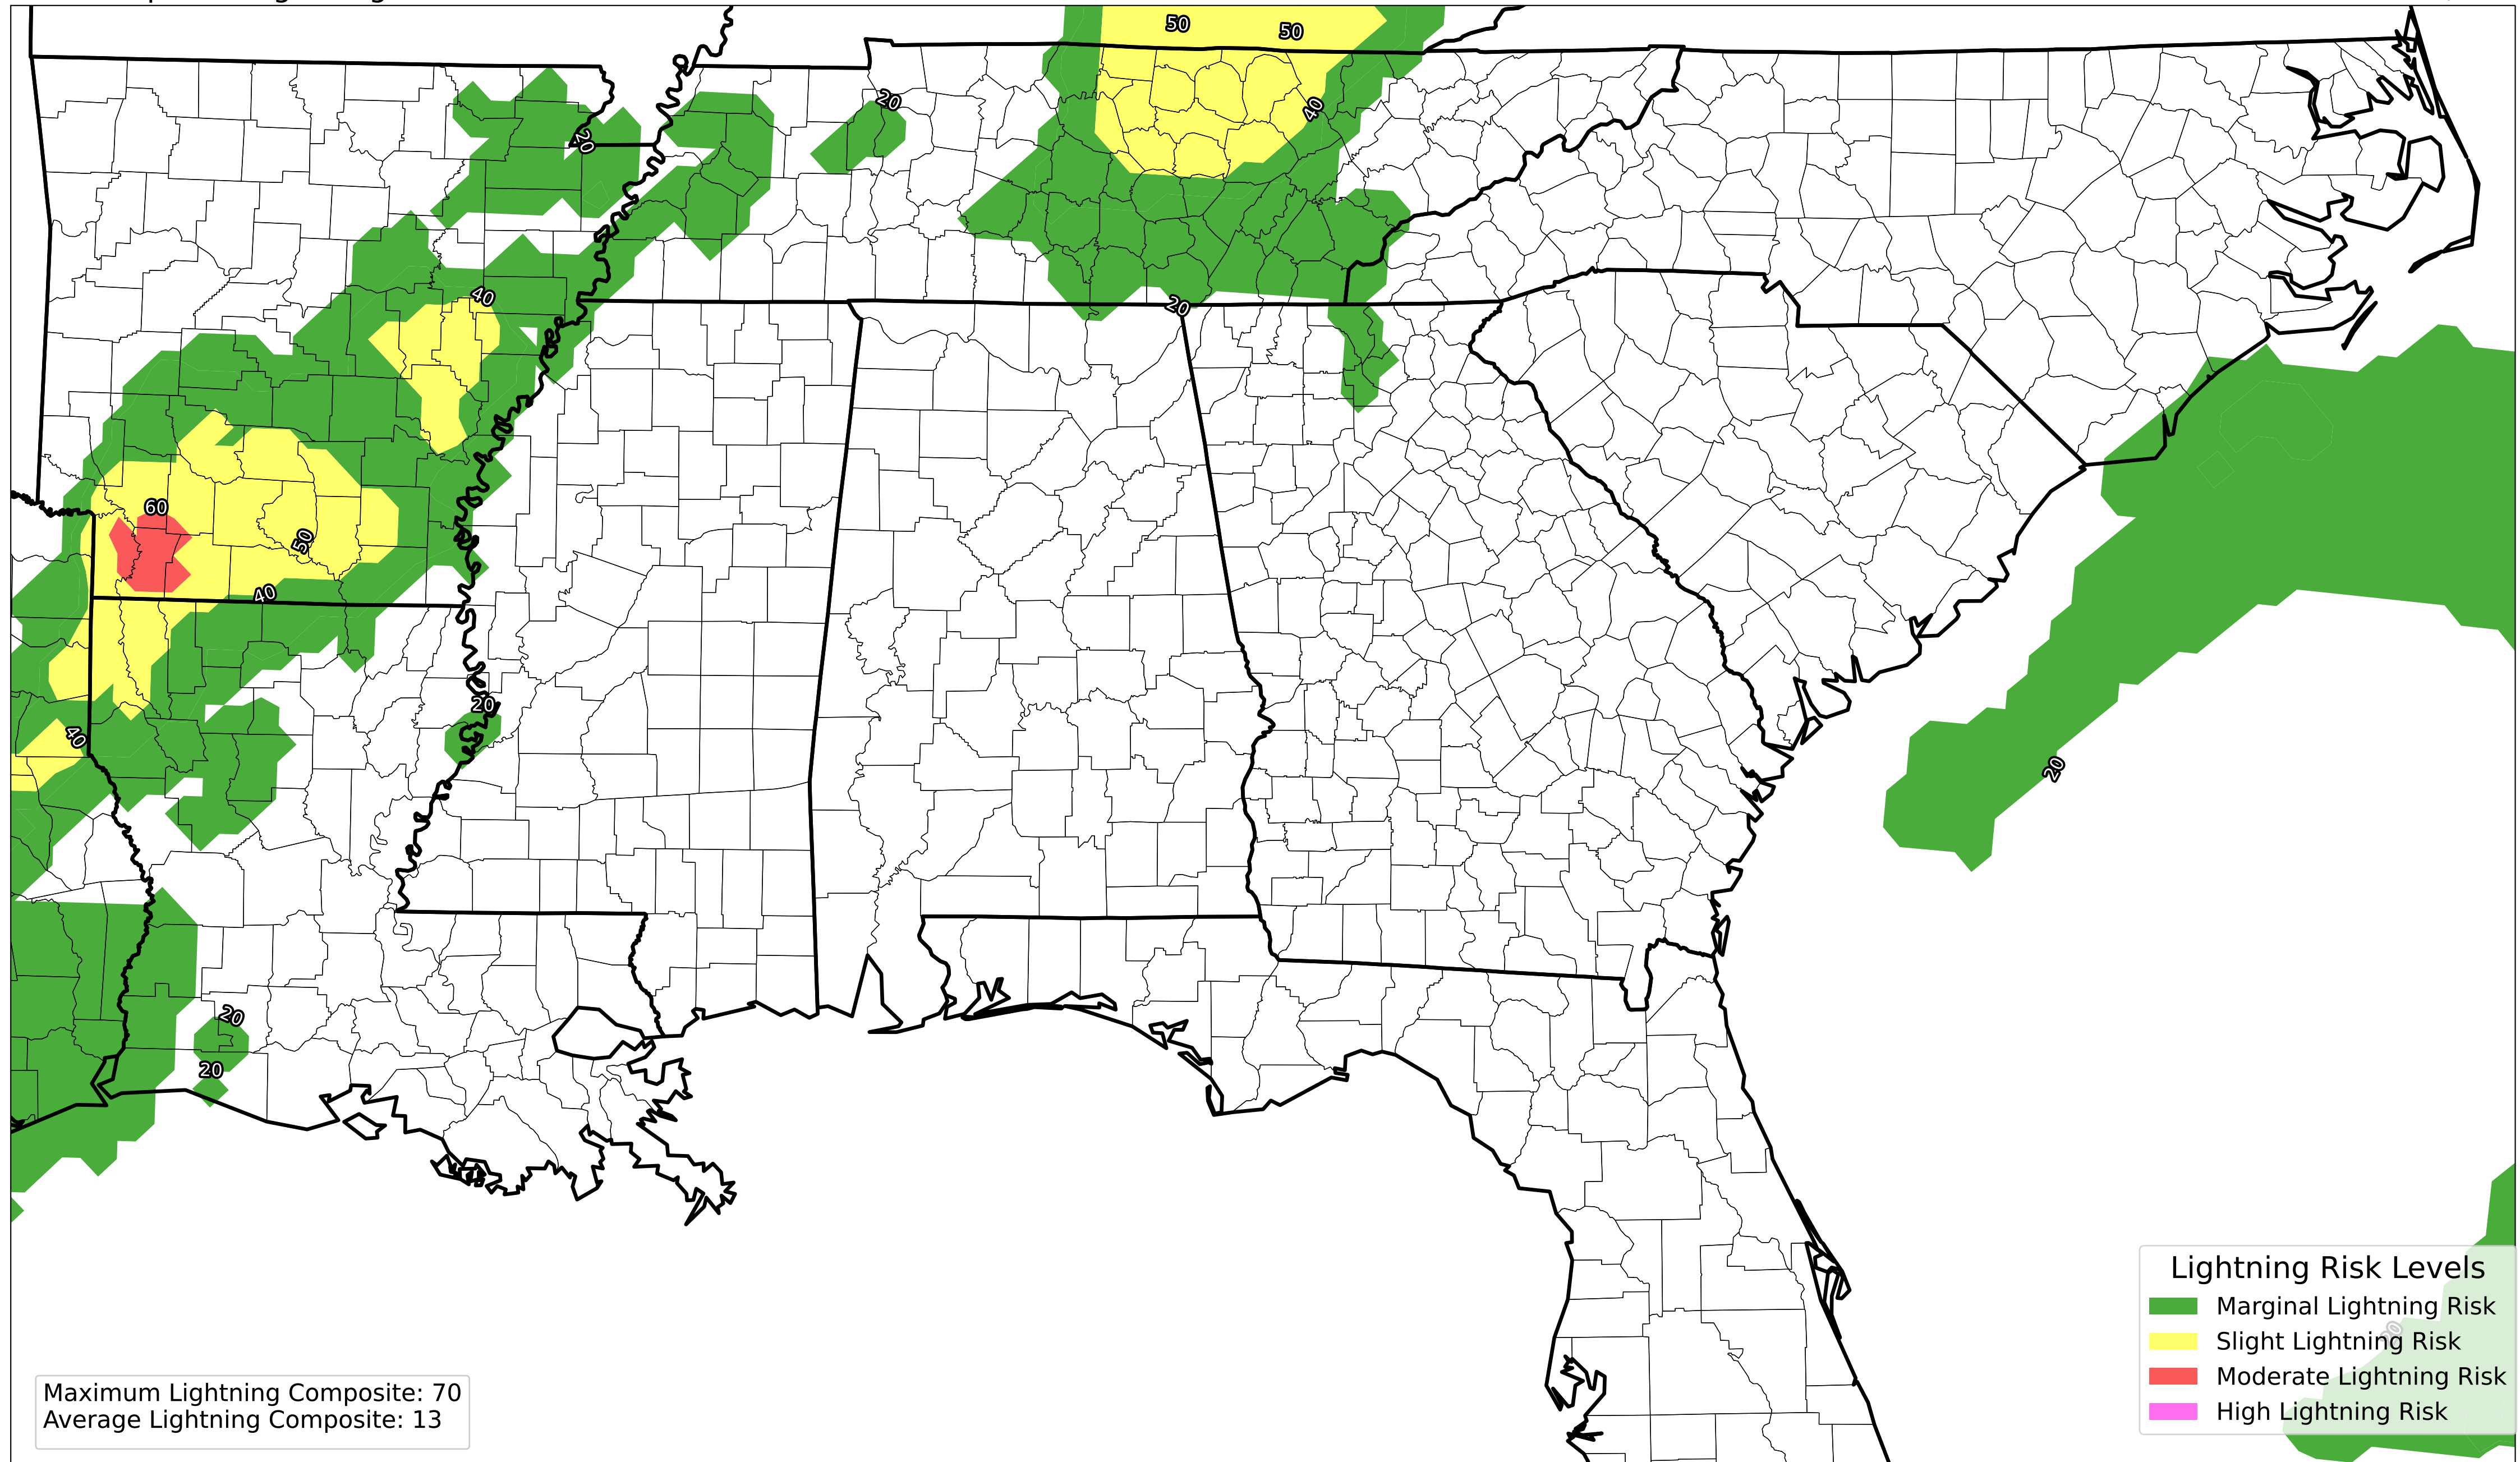 50
50
20
40
20
40
20
60
50
40
20
40
20
20
20
20
Lightning Risk Levels
Marginal Lightning Risk
20
Slight Lightning Risk
Moderate Lightning Risk
High Lightning Risk
Maximum Lightning Composite: 70
Average Lightning Composite: 13